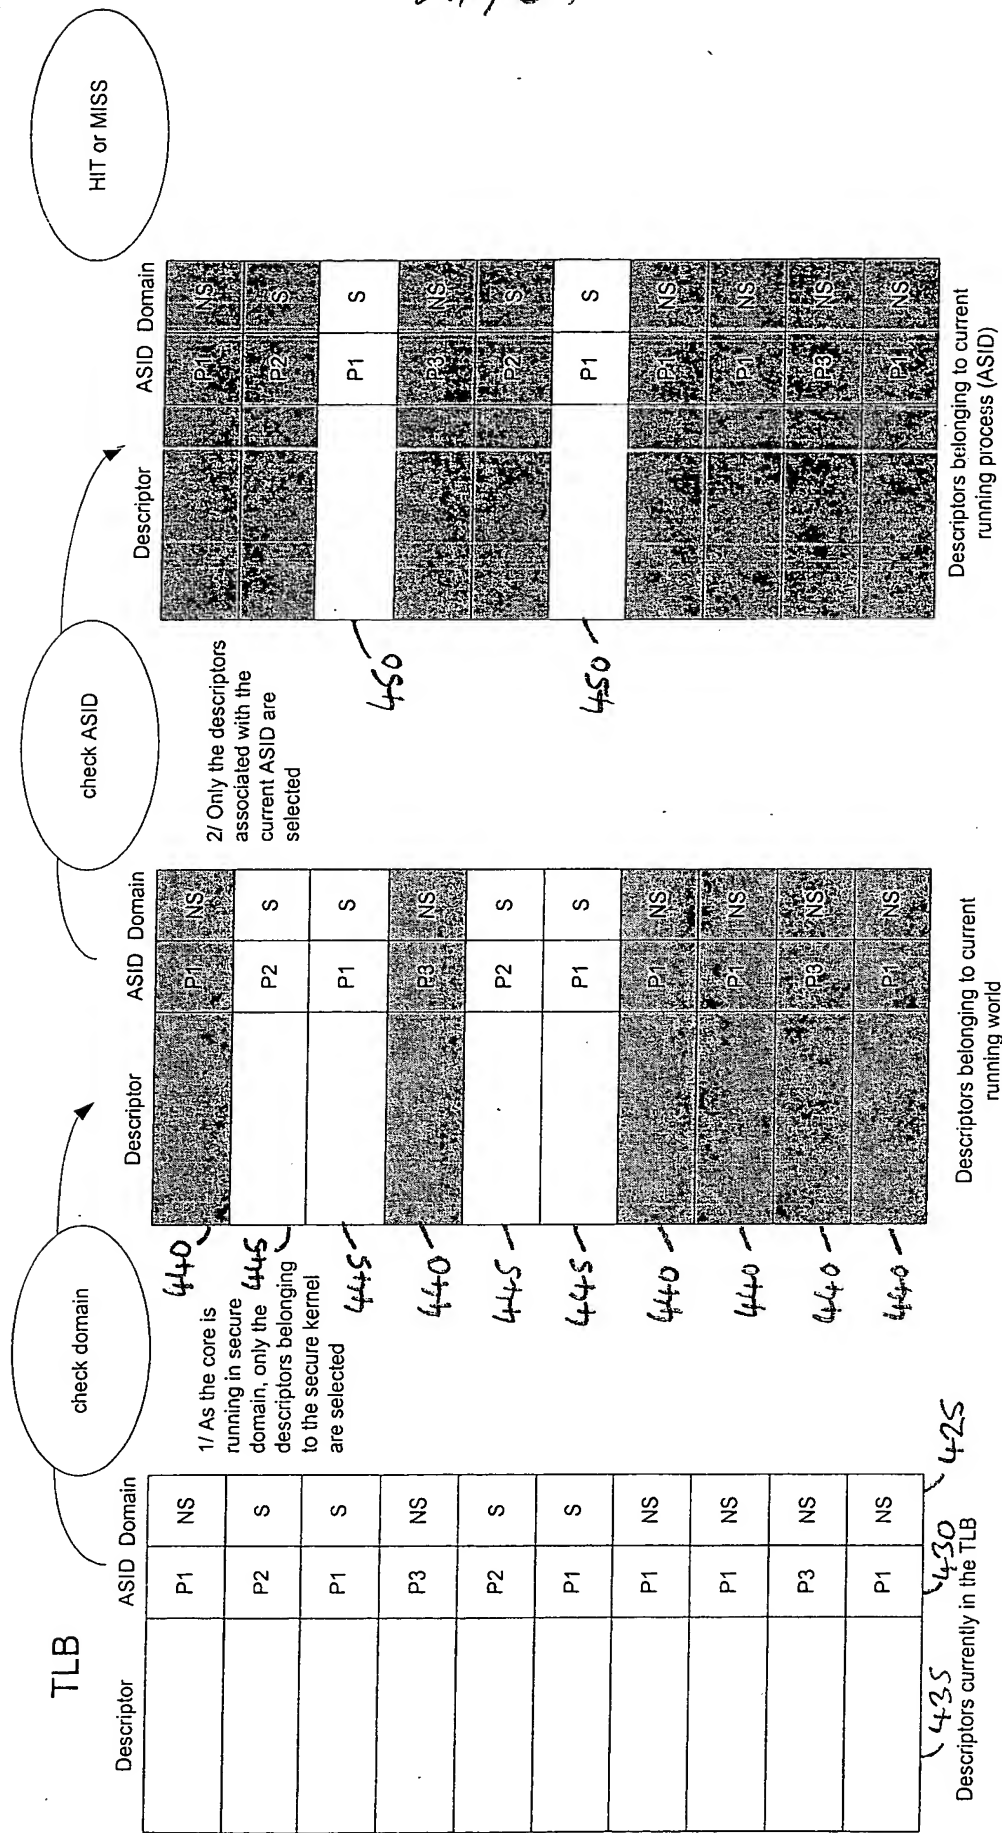 TLB
check domain
check ASID
HIT or MISS
Descriptor ASID Domain
P1 NS
P2 S
P1 S
P3 NS
P2 S
P1 S
P1 NS
P1 NS
P3 NS
P1 NS
435 430 425
Descriptors currently in the TLB
1/ As the core is
running in secure
domain, only the
descriptors belonging
to the secure kernel
are selected
Descriptor ASID Domain
440 P1 NS
445 P2 S
445 P1 S
440 P3 NS
445 P2 S
445 P1 S
440 P1 NS
440 P1 NS
440 P3 NS
440 P1 NS
Descriptors belonging to current
running world
2/ Only the descriptors
associated with the
current ASID are
selected
Descriptor ASID Domain
P1 NS
P2 S
450 P1 S
P3 NS
P2 S
450 P1 S
P1 NS
P1 NS
P3 NS
P1 NS
Descriptors belonging to current
running process (ASID)